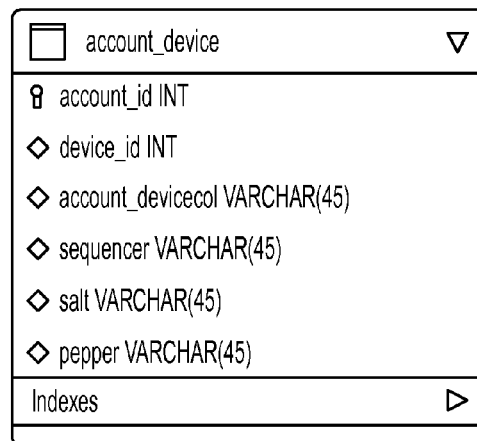 account_device
account_id INT
device_id INT
account_devicecol VARCHAR(45)
sequencer VARCHAR(45)
salt VARCHAR(45)
pepper VARCHAR(45)
Indexes